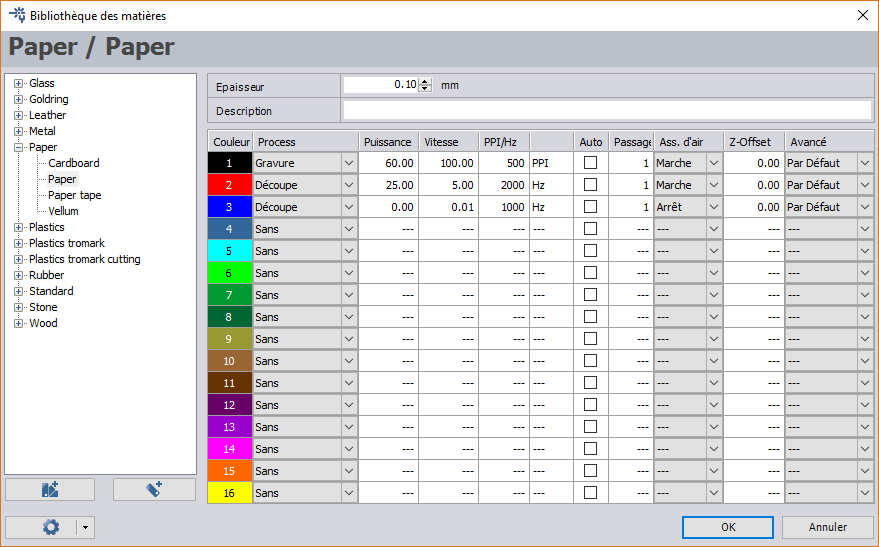 Bibliothèque des matières
Paper / Paper
Glass
Goldring
Leather
Metal
Paper
Cardboard
Paper
Paper tape
Vellum
Plastics
Plastics tromark
Plastics tromark cutting
Rubber
Standard
Stone
Wood
Epaisseur 0.10 mm
Description
Couleur Process Puissance Vitesse PPI/Hz Auto Passage Ass. d'air Z-Offset Avancé
1 Gravure 60.00 100.00 500 PPI 1 Marche 0.00 Par Défaut
2 Découpe 25.00 5.00 2000 Hz 1 Marche 0.00 Par Défaut
3 Découpe 0.00 0.01 1000 Hz 1 Arrêt 0.00 Par Défaut
4 Sans --- --- --- --- --- --- --- ---
5 Sans --- --- --- --- --- --- --- ---
6 Sans --- --- --- --- --- --- --- ---
7 Sans --- --- --- --- --- --- --- ---
8 Sans --- --- --- --- --- --- --- ---
9 Sans --- --- --- --- --- --- --- ---
10 Sans --- --- --- --- --- --- --- ---
11 Sans --- --- --- --- --- --- --- ---
12 Sans --- --- --- --- --- --- --- ---
13 Sans --- --- --- --- --- --- --- ---
14 Sans --- --- --- --- --- --- --- ---
15 Sans --- --- --- --- --- --- --- ---
16 Sans --- --- --- --- --- --- --- ---
OK Annuler